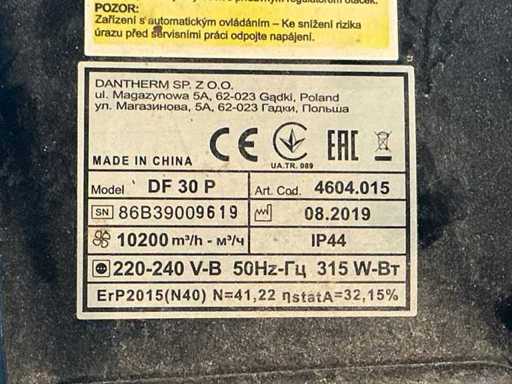 POZOR:
Zařízení s automatickým ovládáním – Ke snížení rizika
úrazu před servisními práci odpojte napájení.
DANTHERM SP. Z O.O.
ul. Magazynowa 5A, 62-023 Gądki, Poland
ул. Магазинова, 5А, 62-023 Гадки, Польша
MADE IN CHINA
CE
UA.TR. 089
EAC
Model DF 30 P Art. Cod. 4604.015
SN 86B39009619 08.2019
10200 m³/h - м³/ч IP44
220-240 V-B 50Hz-Гц 315 W-Вт
ErP2015(N40) N=41,22 ηstatA=32,15%